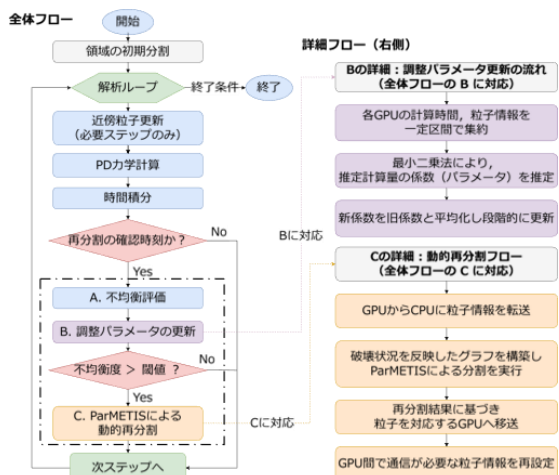 全体フロー
開始
領域の初期分割
解析ループ
終了条件
終了
近傍粒子更新
（必要ステップのみ）
PD力学計算
時間積分
再分割の確認時刻か？
No
Yes
A. 不均衡評価
B. 調整パラメータの更新
Bに対応
不均衡度 > 閾値 ？
No
Yes
C. ParMETISによる
動的再分割
Cに対応
次ステップへ
詳細フロー（右側）
Bの詳細：調整パラメータ更新の流れ
（全体フローの B に対応）
各GPUの計算時間，粒子情報を
一定区間で集約
最小二乗法により，
推定計算量の係数（パラメータ）を推定
新係数を旧係数と平均化し段階的に更新
Cの詳細：動的再分割フロー
（全体フローの C に対応）
GPUからCPUに粒子情報を転送
破壊状況を反映したグラフを構築し
ParMETISによる分割を実行
再分割結果に基づき
粒子を対応するGPUへ移送
GPU間で通信が必要な粒子情報を再設定